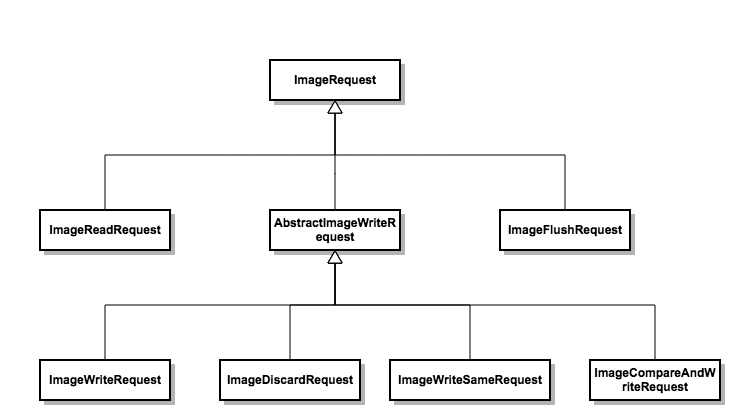 ImageRequest
ImageReadRequest
AbstractImageWriteR
equest
ImageFlushRequest
ImageWriteRequest
ImageDiscardRequest
ImageWriteSameRequest
ImageCompareAndW
riteRequest